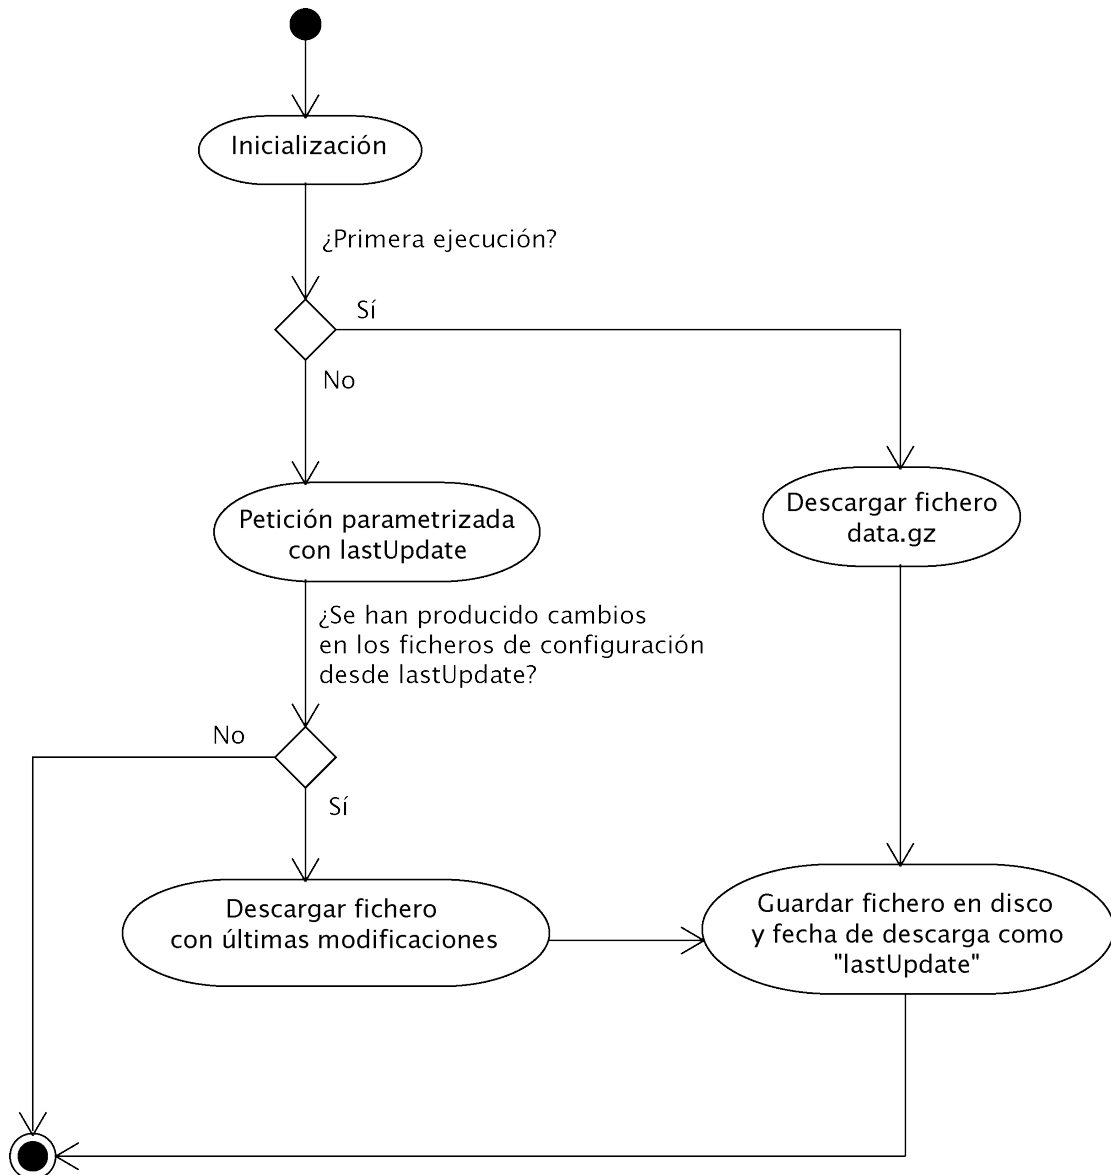 Inicialización
¿Primera ejecución?
Sí
No
Petición parametrizada
con lastUpdate
Descargar fichero
data.gz
¿Se han producido cambios
en los ficheros de configuración
desde lastUpdate?
No
Sí
Descargar fichero
con últimas modificaciones
Guardar fichero en disco
y fecha de descarga como
"lastUpdate"